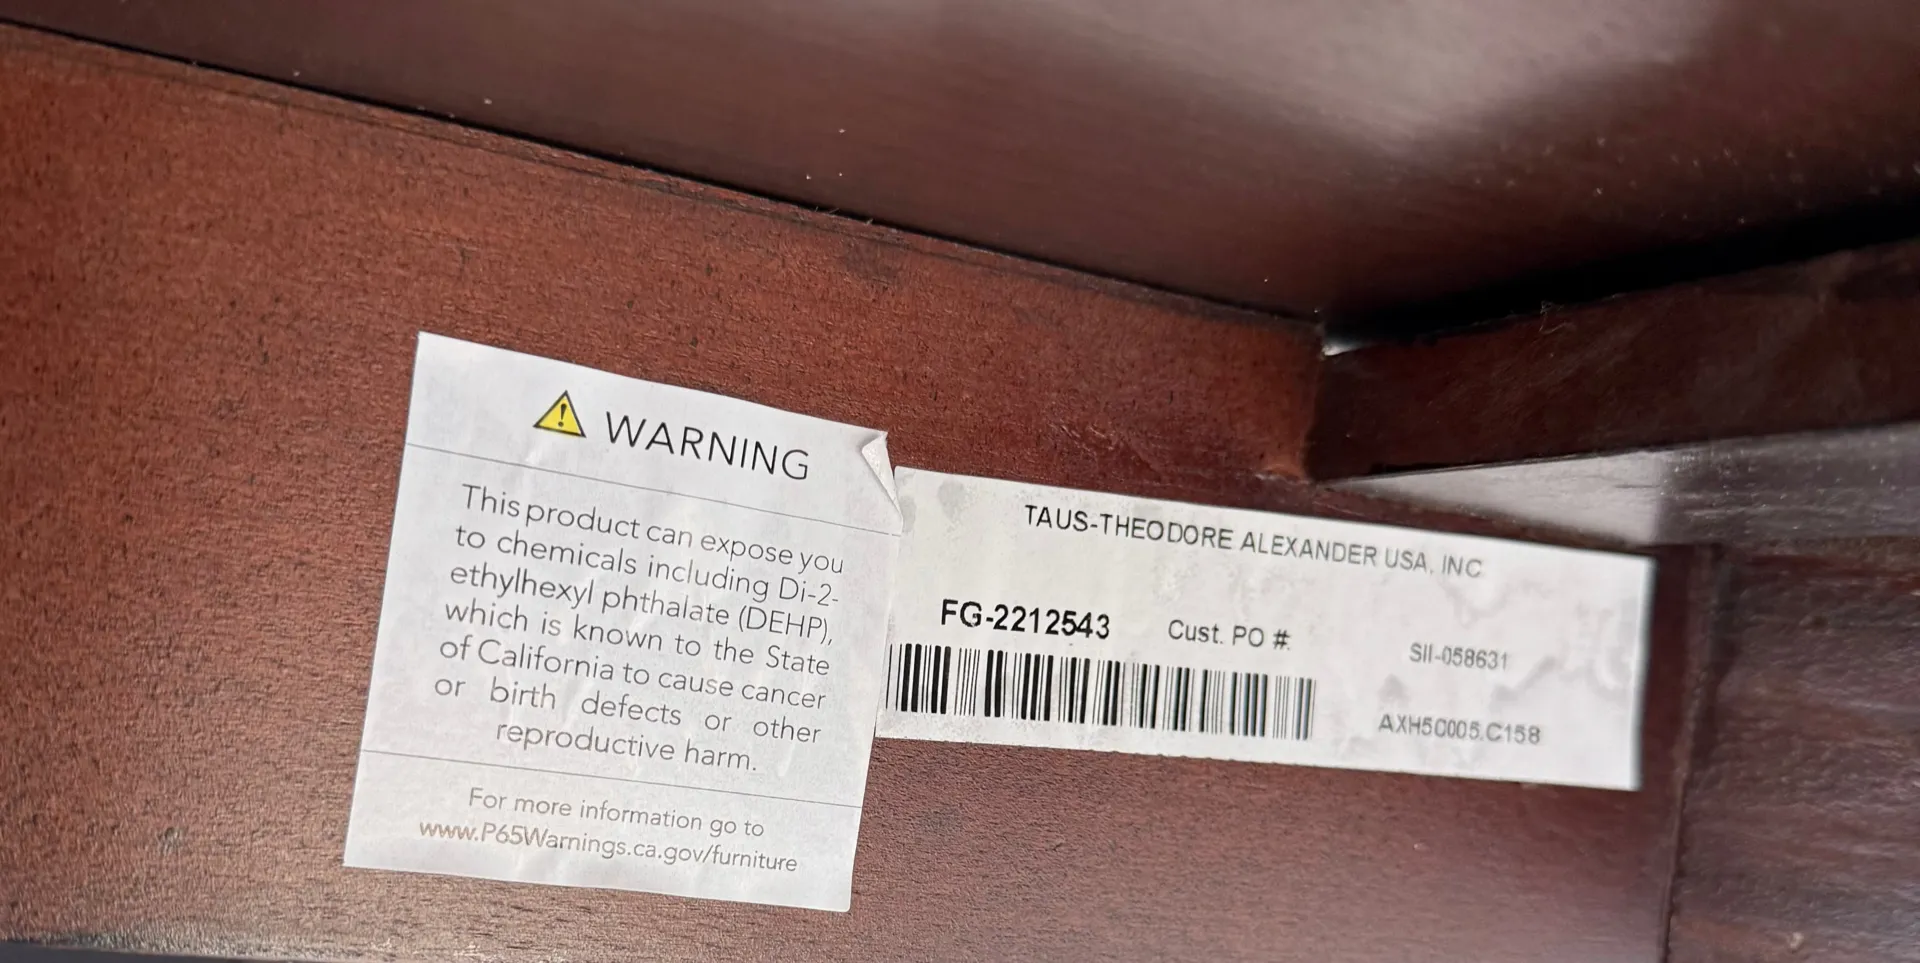 WARNING
This product can expose you
to chemicals including Di-2-
ethylhexyl phthalate (DEHP),
which is known to the State
of California to cause cancer
or birth defects or other
reproductive harm.
For more information go to
www.P65Warnings.ca.gov/furniture
TAUS-THEODORE ALEXANDER USA, INC
FG-2212543 Cust. PO #: SII-058631
AXH50005.C158